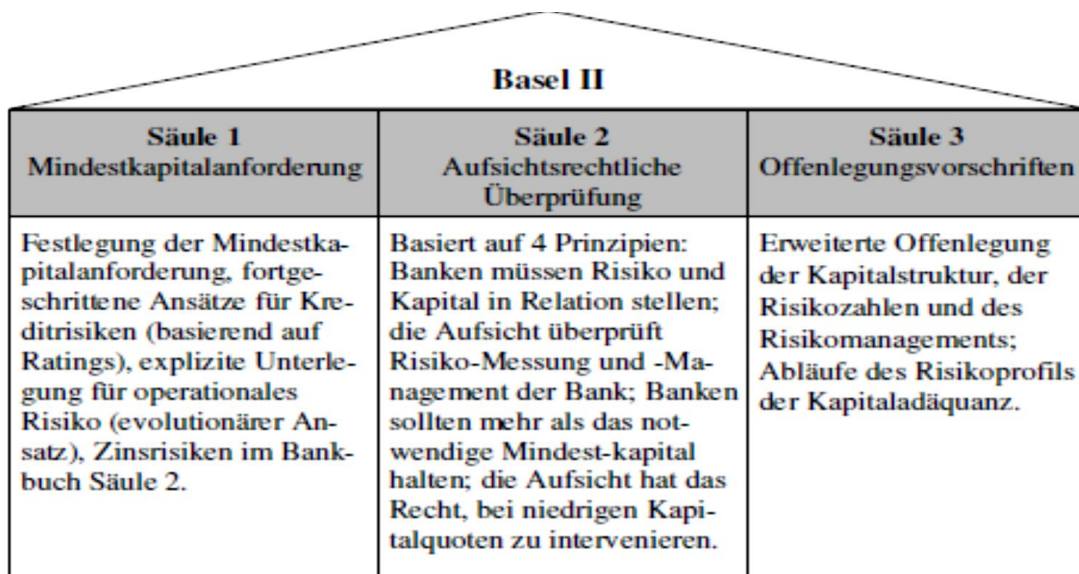 Basel II
Säule 1
Mindestkapitalanforderung
Säule 2
Aufsichtsrechtliche
Überprüfung
Säule 3
Offenlegungsvorschriften
Festlegung der Mindestka-
pitalanforderung, fortge-
schrittene Ansätze für Kre-
ditrisiken (basierend auf
Ratings), explizite Unterle-
gung für operationales
Risiko (evolutionärer An-
satz), Zinsrisiken im Bank-
buch Säule 2.
Basiert auf 4 Prinzipien:
Banken müssen Risiko und
Kapital in Relation stellen;
die Aufsicht überprüft
Risiko-Messung und -Ma-
nagement der Bank; Banken
sollten mehr als das not-
wendige Mindest-kapital
halten; die Aufsicht hat das
Recht, bei niedrigen Kapi-
talquoten zu intervenieren.
Erweiterte Offenlegung
der Kapitalstruktur, der
Risikozahlen und des
Risikomanagements;
Abläufe des Risikoprofils
der Kapitaladäquanz.